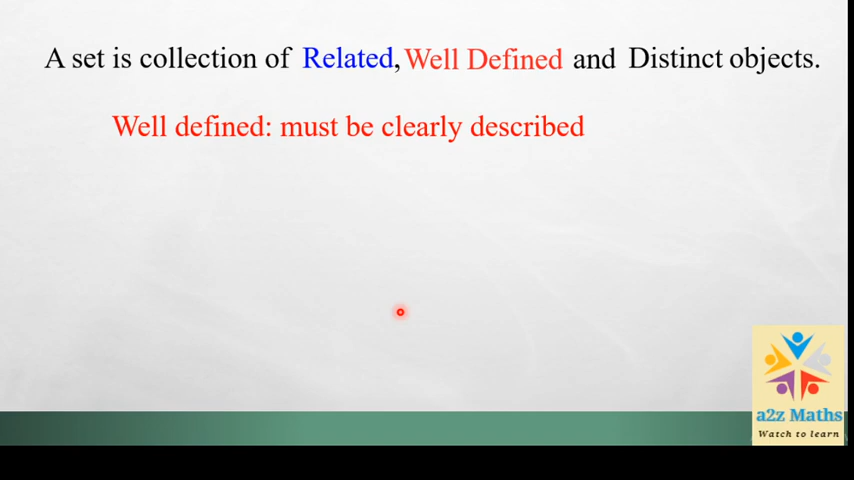 A set is collection of Related, Well Defined and Distinct objects.
Well defined: must be clearly described
a2z Maths
Watch to learn